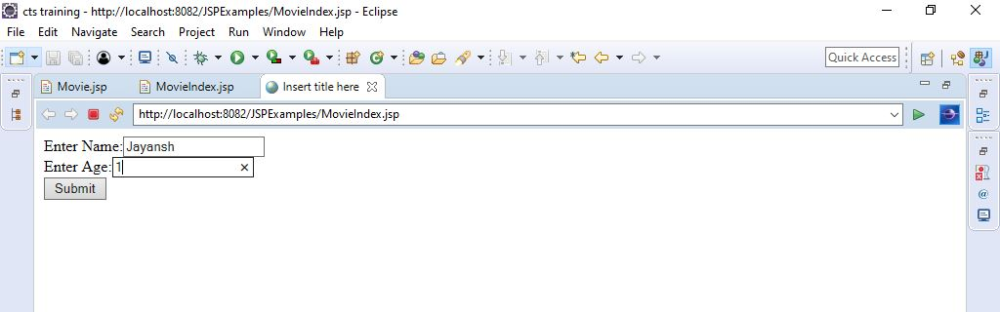 cts training - http://localhost:8082/JSPExamples/MovieIndex.jsp - Eclipse
File Edit Navigate Search Project Run Window Help
Quick Access
Movie.jsp MovieIndex.jsp Insert title here
http://localhost:8082/JSPExamples/MovieIndex.jsp
Enter Name: Jayansh
Enter Age: 1
Submit